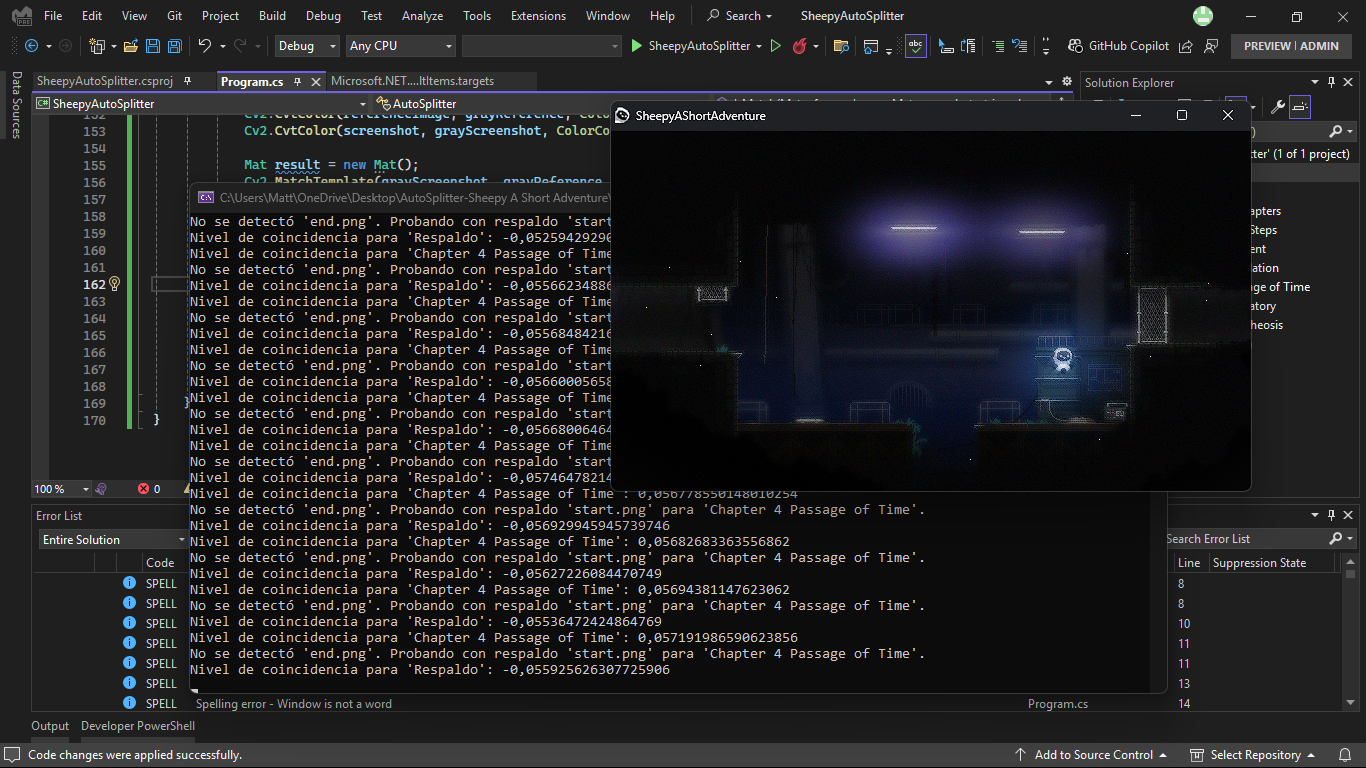 File Edit View Git Project Build Debug Test Analyze Tools Extensions Window Help Search SheepyAutoSplitter
Debug Any CPU SheepyAutoSplitter GitHub Copilot PREVIEW | ADMIN
Data Sources
SheepyAutoSplitter.csproj Program.cs Microsoft.NET....ltItems.targets
SheepyAutoSplitter AutoSplitter
Solution Explorer
SheepyAShortAdventure
153 Cv2.CvtColor(screenshot, grayScreenshot, ColorCo
154
155 Mat result = new Mat();
156 Cv2.MatchTemplate(grayScreenshot, grayReference,
157
158
159
160
161
162
163
164
165
166
167
168
169 }
170 }
tter' (1 of 1 project)
apters
Steps
ent
ation
ge of Time
atory
heosis
C:\Users\Matt\OneDrive\Desktop\AutoSplitter-Sheepy A Short Adventure\
No se detectó 'end.png'. Probando con respaldo 'start
Nivel de coincidencia para 'Respaldo': -0,05259429290
Nivel de coincidencia para 'Chapter 4 Passage of Time
No se detectó 'end.png'. Probando con respaldo 'start
Nivel de coincidencia para 'Respaldo': -0,05566234886
Nivel de coincidencia para 'Chapter 4 Passage of Time
No se detectó 'end.png'. Probando con respaldo 'start
Nivel de coincidencia para 'Respaldo': -0,05568484216
Nivel de coincidencia para 'Chapter 4 Passage of Time
No se detectó 'end.png'. Probando con respaldo 'start
Nivel de coincidencia para 'Respaldo': -0,05660005658
Nivel de coincidencia para 'Chapter 4 Passage of Time
No se detectó 'end.png'. Probando con respaldo 'start
Nivel de coincidencia para 'Respaldo': -0,05668006464
Nivel de coincidencia para 'Chapter 4 Passage of Time
No se detectó 'end.png'. Probando con respaldo 'start
Nivel de coincidencia para 'Respaldo': -0,05746478214
Nivel de coincidencia para 'Chapter 4 Passage of Time': 0,056778550148010254
No se detectó 'end.png'. Probando con respaldo 'start.png' para 'Chapter 4 Passage of Time'.
Nivel de coincidencia para 'Respaldo': -0,056929945945739746
Nivel de coincidencia para 'Chapter 4 Passage of Time': 0,05682683363556862
No se detectó 'end.png'. Probando con respaldo 'start.png' para 'Chapter 4 Passage of Time'.
Nivel de coincidencia para 'Respaldo': -0,05627226084470749
Nivel de coincidencia para 'Chapter 4 Passage of Time': 0,05694381147623062
No se detectó 'end.png'. Probando con respaldo 'start.png' para 'Chapter 4 Passage of Time'.
Nivel de coincidencia para 'Respaldo': -0,05536472424864769
Nivel de coincidencia para 'Chapter 4 Passage of Time': 0,057191986590623856
No se detectó 'end.png'. Probando con respaldo 'start.png' para 'Chapter 4 Passage of Time'.
Nivel de coincidencia para 'Respaldo': -0,055925626307725906
100 % 0
Error List
Entire Solution Search Error List
Code Line Suppression State
SPELL 8
SPELL 8
SPELL 10
SPELL 11
SPELL 11
SPELL 13
SPELL Spelling error - Window is not a word Program.cs 14
Output Developer PowerShell
Code changes were applied successfully. Add to Source Control Select Repository